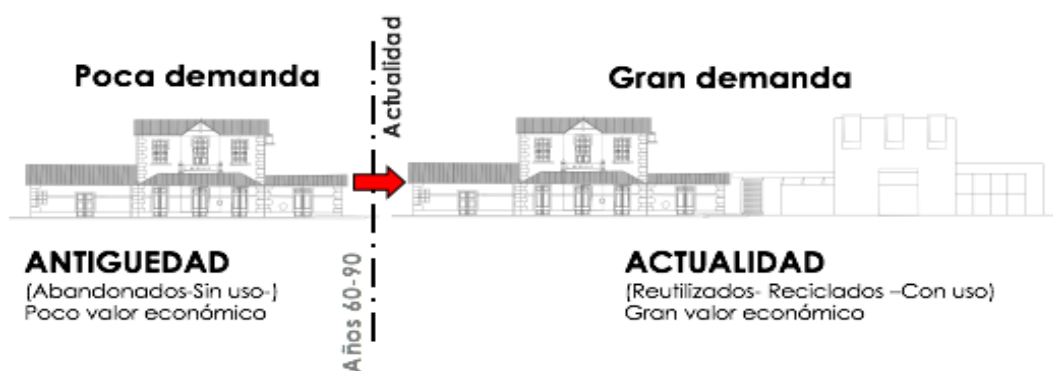 Poca demanda
Actualidad
Gran demanda
ANTIGUEDAD
(Abandonados-Sin uso-)
Poco valor económico
Años 60-90
ACTUALIDAD
(Reutilizados- Reciclados –Con uso)
Gran valor económico